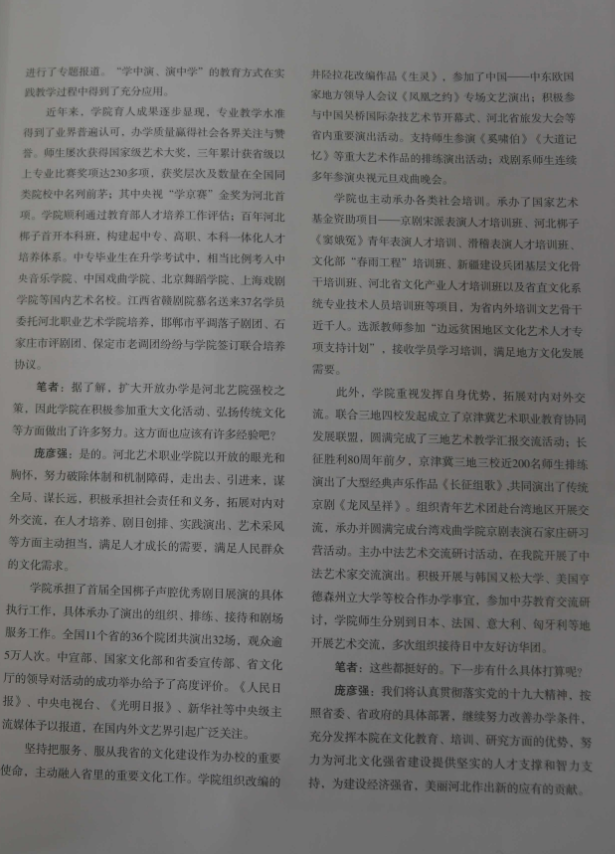 进行了专题报道。“学中演、演中学”的教育方式在实
践教学过程中得到了充分应用。
近年来，学院育人成果逐步显现，专业教学水准
得到了业界普遍认可，办学质量赢得社会各界关注与赞
誉。师生屡次获得国家级艺术大奖，三年累计获省级以
上专业比赛奖项达230多项，获奖层次及数量在全国同
类院校中名列前茅；其中央视“学京赛”金奖为河北首
项。学院顺利通过教育部人才培养工作评估；百年河北
梆子首开本科班，构建起中专、高职、本科一体化人才
培养体系。中专毕业生在升学考试中，相当比例考入中
央音乐学院、中国戏曲学院、北京舞蹈学院、上海戏剧
学院等国内艺术名校。江西省赣剧院慕名送来37名学员
委托河北职业艺术学院培养，邯郸市平调落子剧团、石
家庄市评剧团、保定市老调团纷纷与学院签订联合培养
协议。
笔者：据了解，扩大开放办学是河北艺院强校之
策，因此学院在积极参加重大文化活动、弘扬传统文化
等方面做出了许多努力。这方面也应该有许多经验吧？
庞彦强：是的。河北艺术职业学院以开放的眼光和
胸怀，努力破除体制和机制障碍，走出去、引进来，谋
全局、谋长远，积极承担社会责任和义务，拓展对内对
外交流，在人才培养、剧目创排、实践演出、艺术采风
等方面主动担当，满足人才成长的需要，满足人民群众
的文化需求。
学院承担了首届全国梆子声腔优秀剧目展演的具体
执行工作，具体承办了演出的组织、排练、接待和剧场
服务工作。全国11个省的36个院团共演出32场，观众逾
5万人次。中宣部、国家文化部和省委宣传部、省文化
厅的领导对活动的成功举办给予了高度评价。《人民日
报》、中央电视台、《光明日报》、新华社等中央级主
流媒体予以报道，在国内外文艺界引起广泛关注。
坚持把服务、服从我省的文化建设作为办校的重要
使命，主动融入省里的重要文化工作。学院组织改编的
井陉拉花改编作品《生灵》，参加了中国——中东欧国
家地方领导人会议《凤凰之约》专场文艺演出；积极参
与中国吴桥国际杂技艺术节开幕式、河北省旅发大会等
省内重要演出活动。支持师生参演《奚啸伯》《大道记
忆》等重大艺术作品的排练演出活动；戏剧系师生连续
多年参演央视元旦戏曲晚会。
学院也主动承办各类社会培训。承办了国家艺术
基金资助项目——京剧宋派表演人才培训班、河北梆子
《窦娥冤》青年表演人才培训、滑稽表演人才培训班、
文化部“春雨工程”培训班、新疆建设兵团基层文化骨
干培训班、河北省文化产业人才培训班以及省直文化系
统专业技术人员培训班等项目，为省内外培训文艺骨干
近千人。选派教师参加“边远贫困地区文化艺术人才专
项支持计划”，接收学员学习培训，满足地方文化发展
需要。
此外，学院重视发挥自身优势，拓展对内对外交
流。联合三地四校发起成立了京津冀艺术职业教育协同
发展联盟，圆满完成了三地艺术教学汇报交流活动；长
征胜利80周年前夕，京津冀三地三校近200名师生排练
演出了大型经典声乐作品《长征组歌》,共同演出了传统
京剧《龙凤呈祥》。组织青年艺术团赴台湾地区开展交
流，承办并圆满完成台湾戏曲学院京剧表演石家庄研习
营活动。主办中法艺术交流研讨活动，在我院开展了中
法艺术家交流演出。积极开展与韩国又松大学、美国亨
德森州立大学等校合作办学事宜，参加中芬教育交流研
讨，学院师生分别到日本、法国、意大利、匈牙利等地
开展艺术交流，多次组织接待日中友好访华团。
笔者：这些都挺好的。下一步有什么具体打算呢？
庞彦强：我们将认真贯彻落实党的十九大精神，按
照省委、省政府的具体部署，继续努力改善办学条件，
充分发挥本院在文化教育、培训、研究方面的优势，努
力为河北文化强省建设提供坚实的人才支撑和智力支
持，为建设经济强省，美丽河北作出新的应有的贡献。